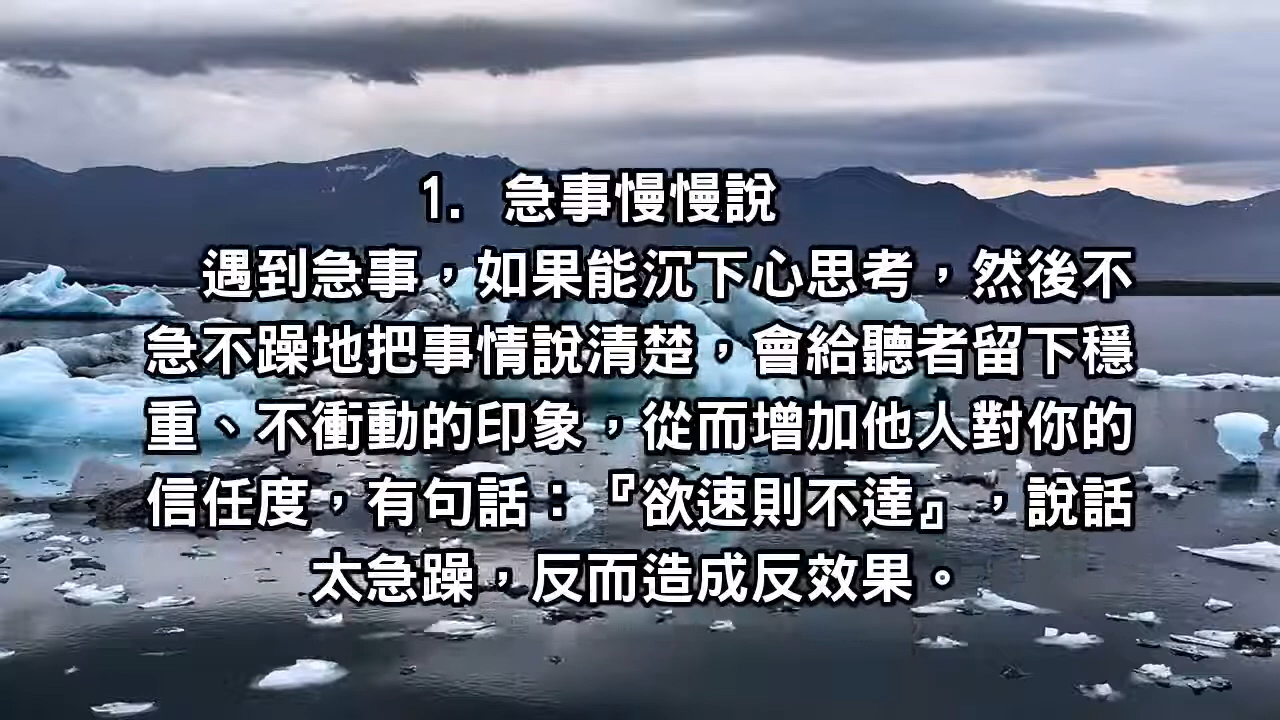 1. 急事慢慢說
遇到急事，如果能沉下心思考，然後不
急不躁地把事情說清楚，會給聽者留下穩
重、不衝動的印象，從而增加他人對你的
信任度，有句話：『欲速則不達』，說話
太急躁，反而造成反效果。